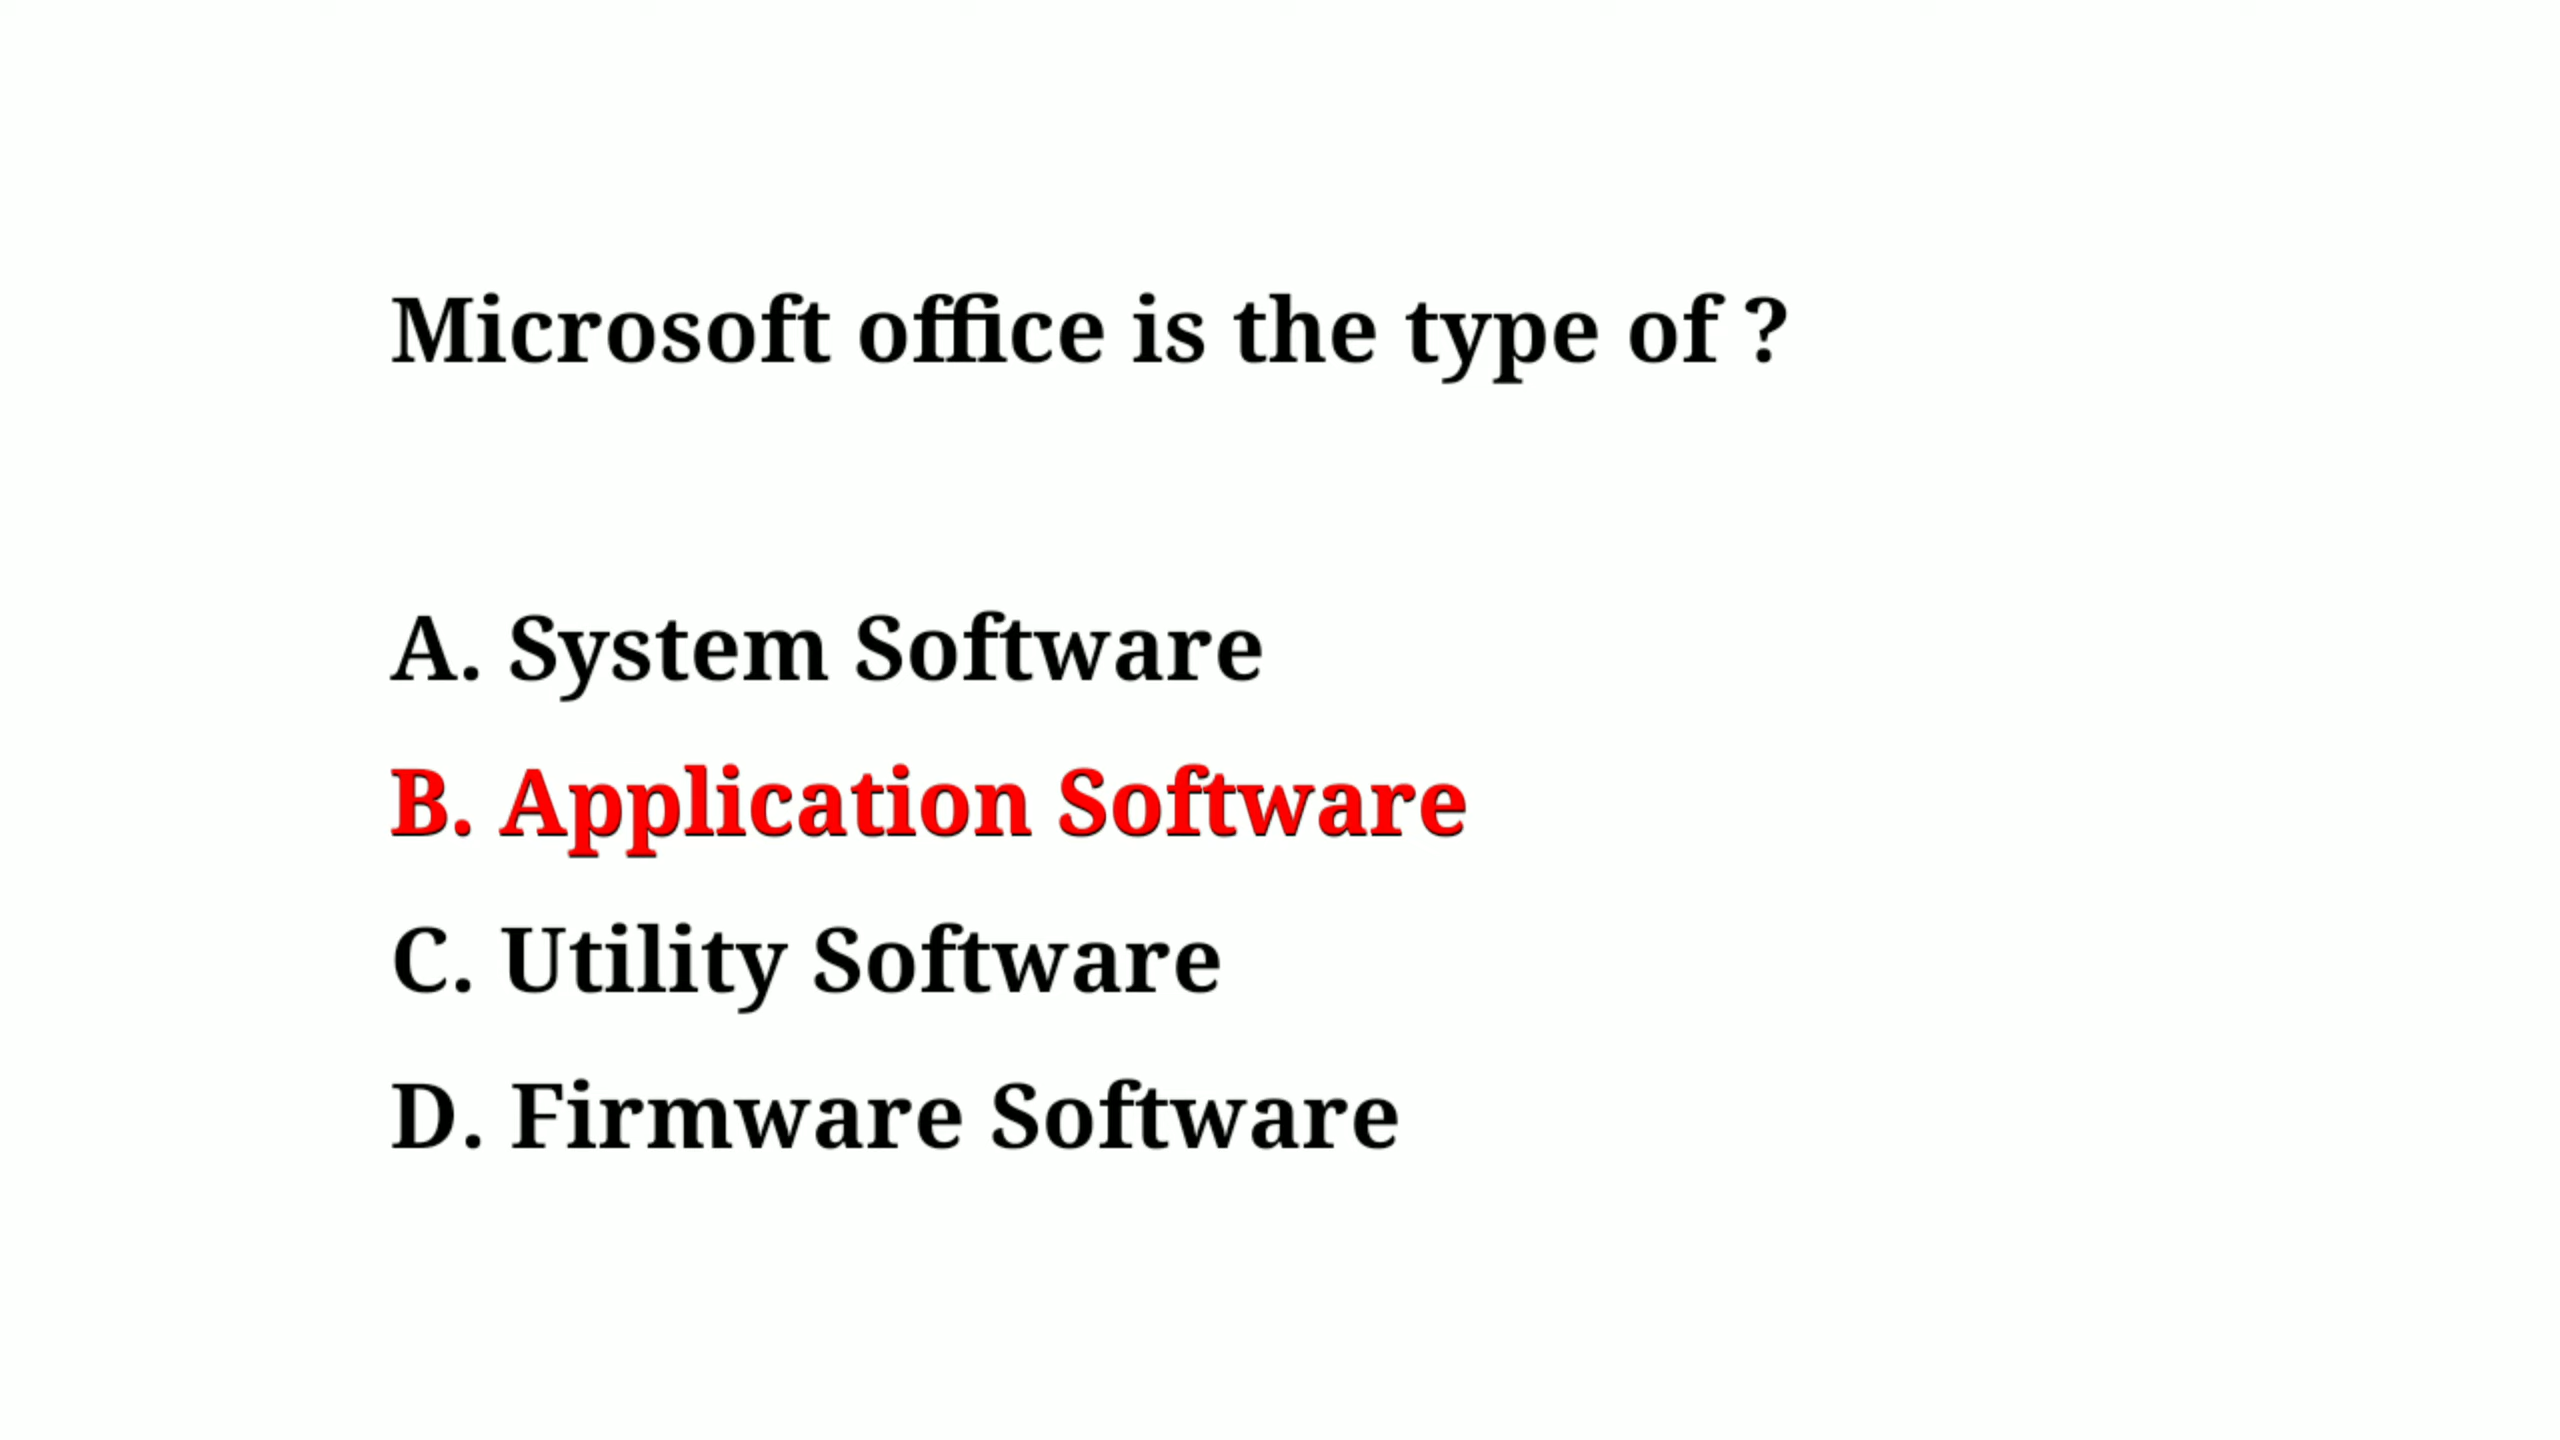 Microsoft office is the type of ?
A. System Software
B. Application Software
C. Utility Software
D. Firmware Software